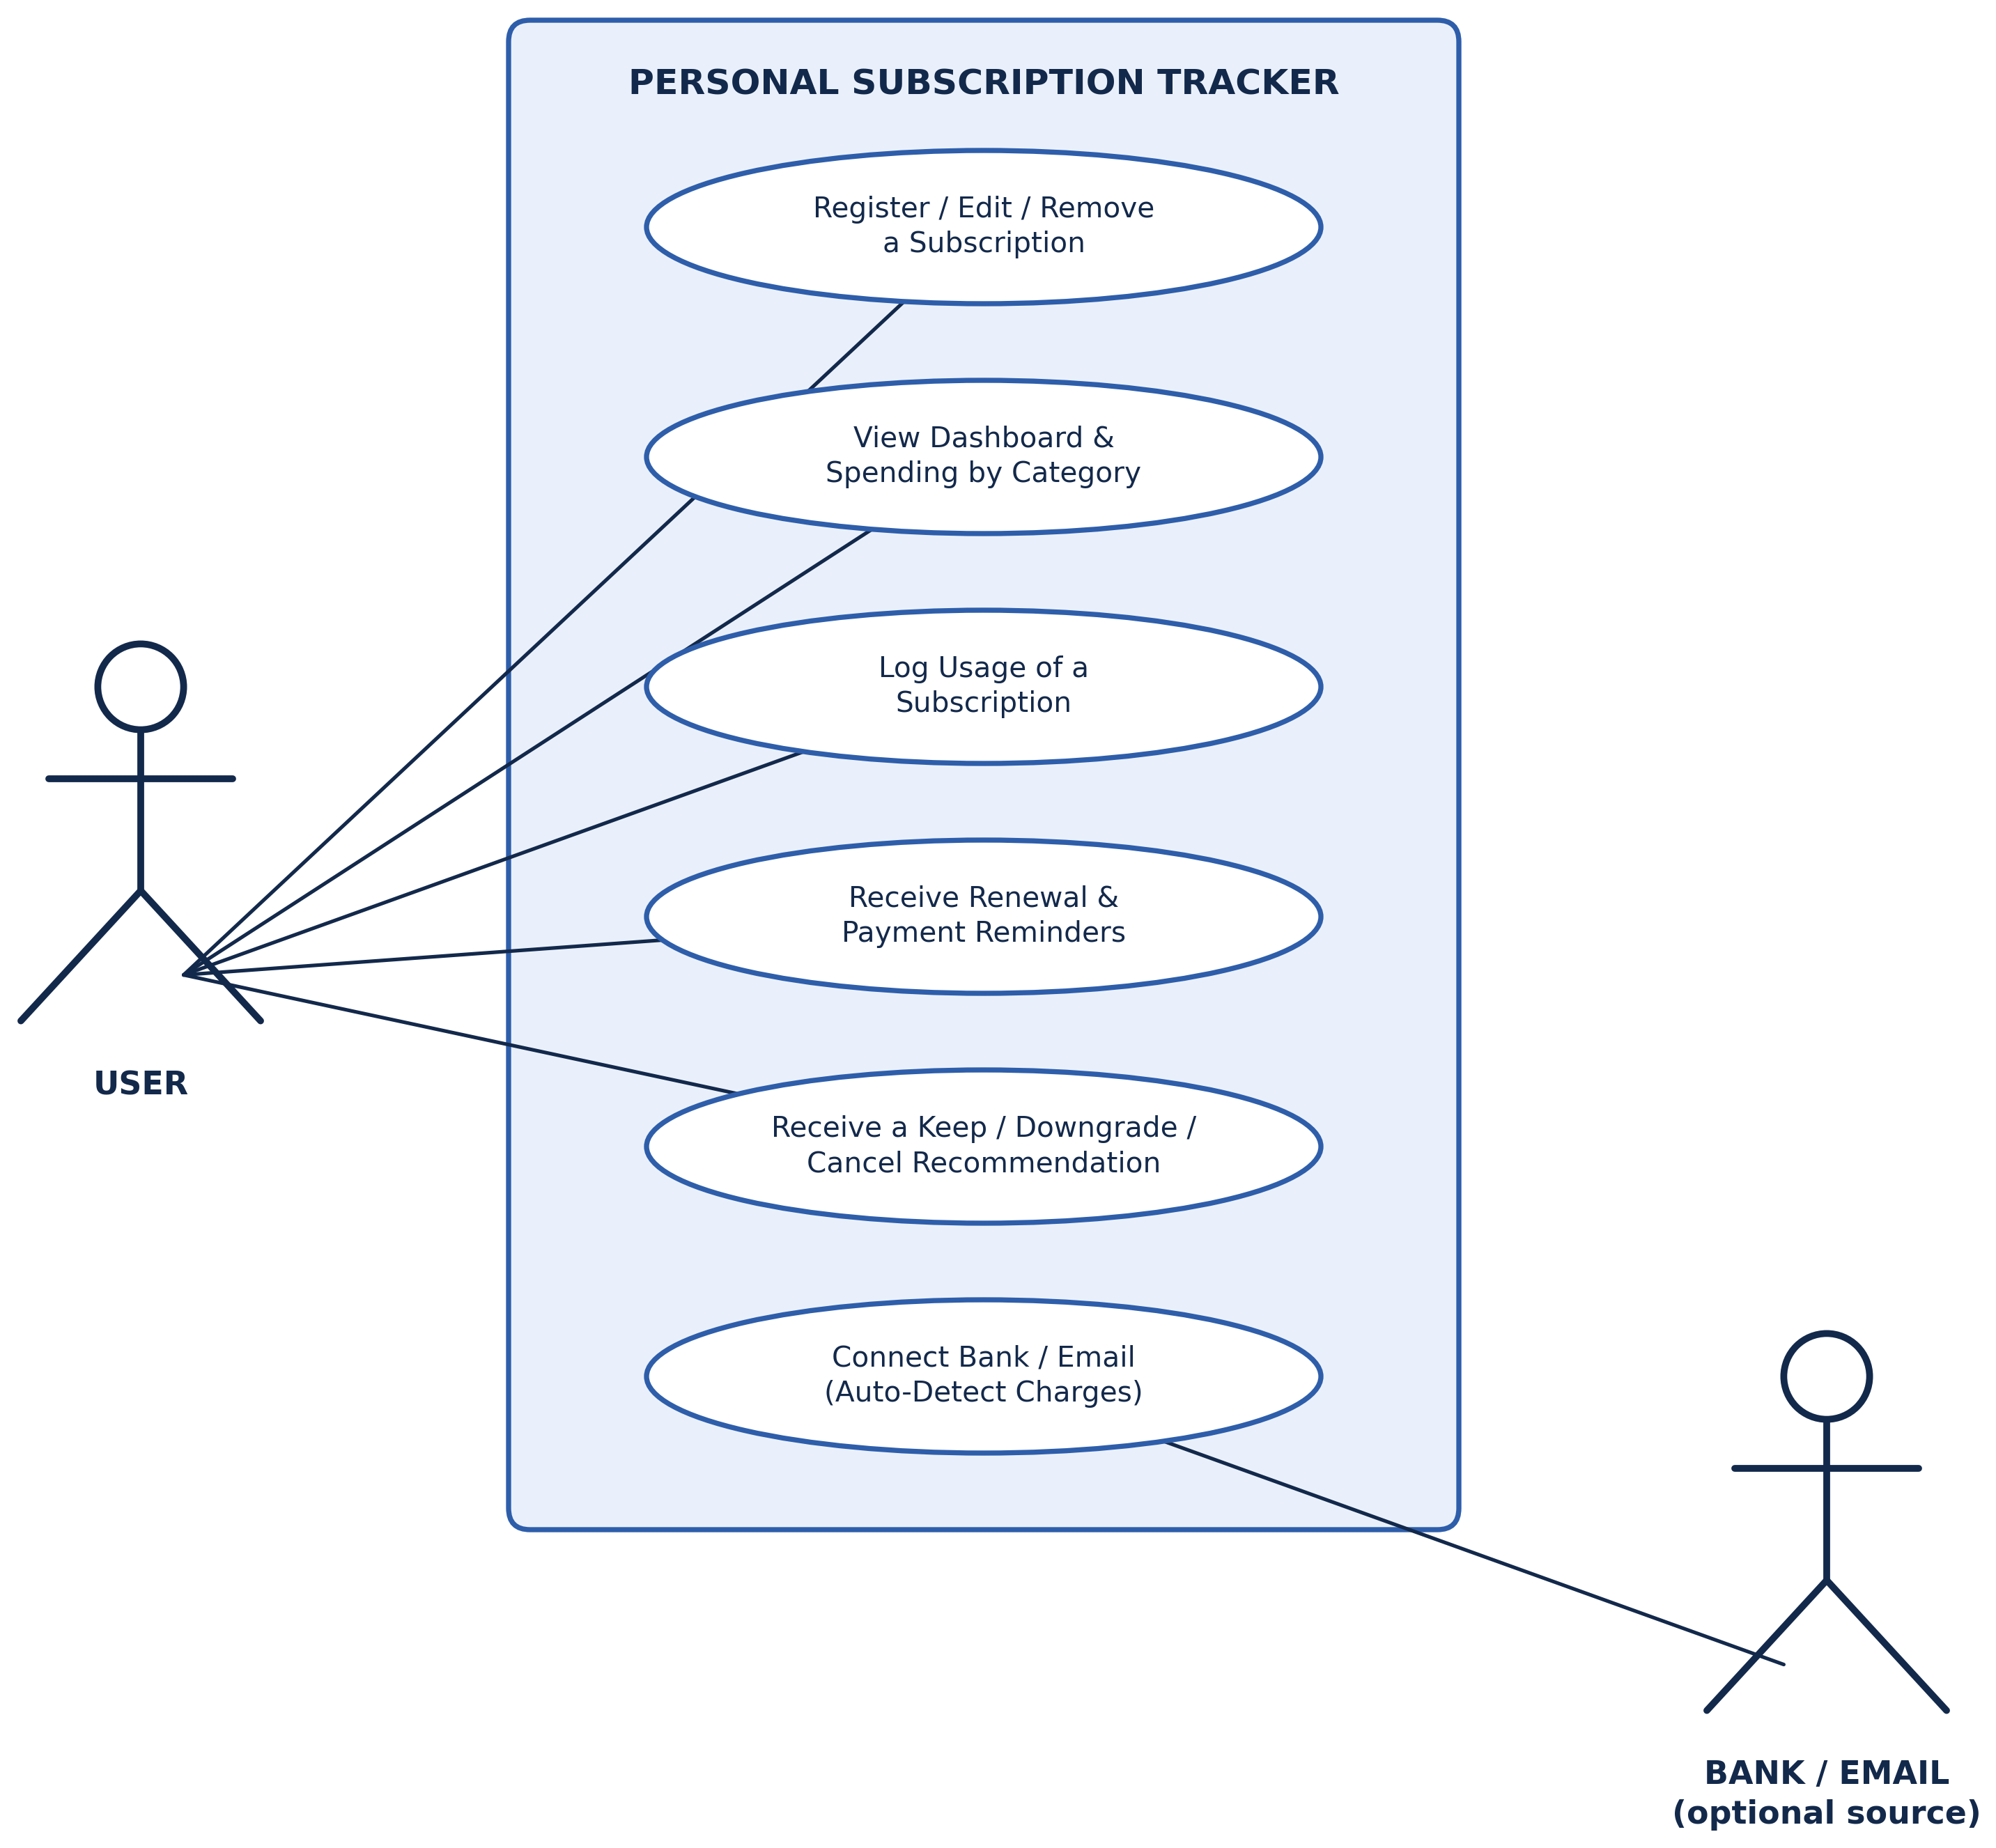 PERSONAL SUBSCRIPTION TRACKER
Register / Edit / Remove
a Subscription
View Dashboard &
Spending by Category
Log Usage of a
Subscription
Receive Renewal &
Payment Reminders
USER
Receive a Keep / Downgrade /
Cancel Recommendation
Connect Bank / Email
(Auto-Detect Charges)
BANK / EMAIL
(optional source)